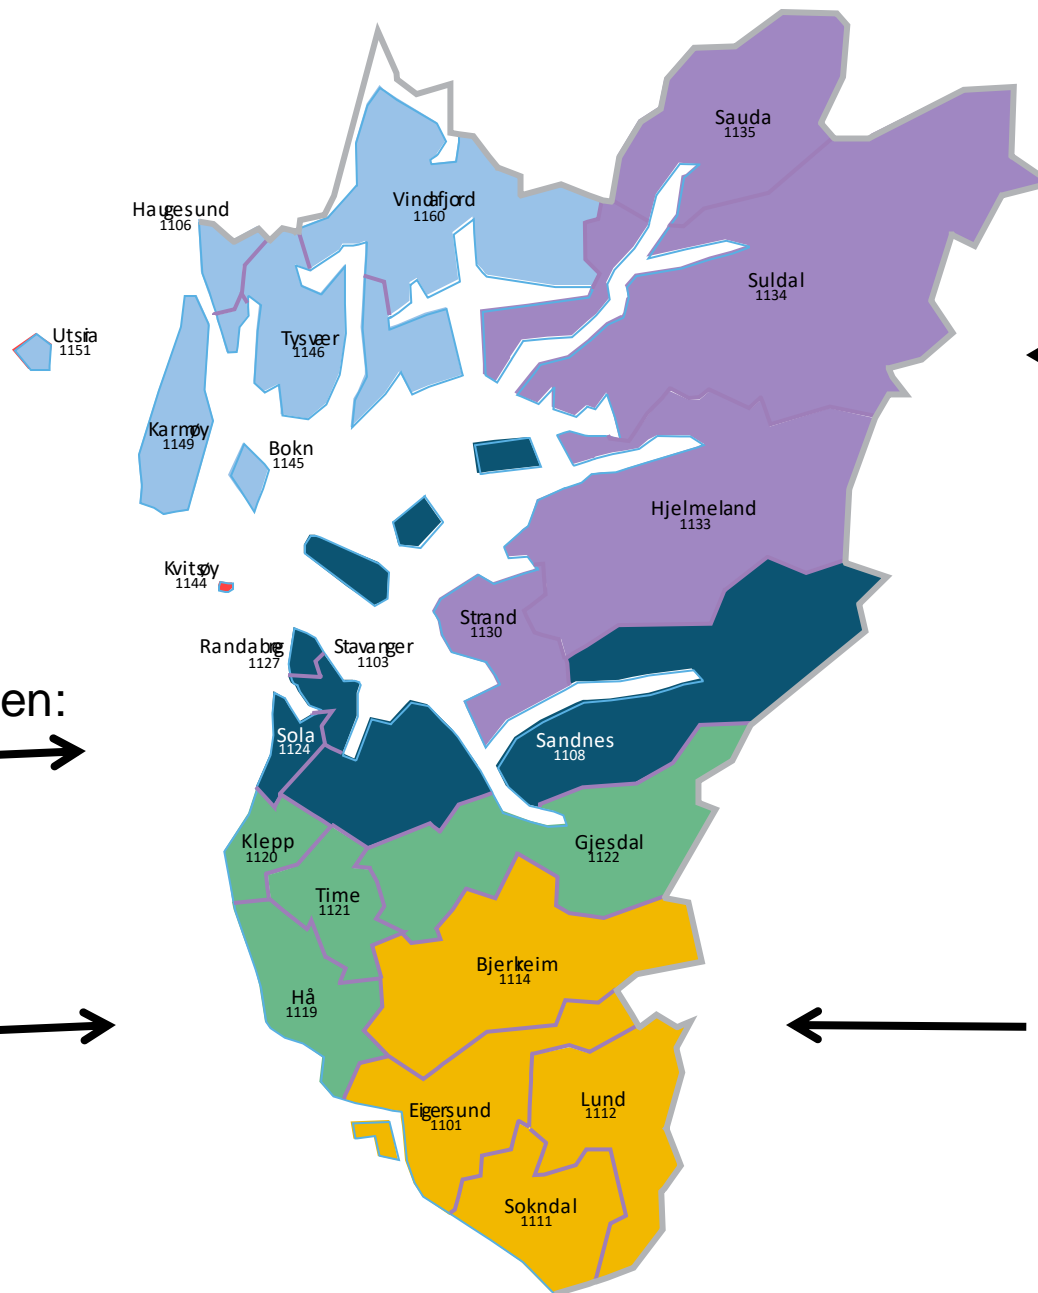 Sauda
1135
Vindafjord
1160
Haugesund
1106
Suldal
1134
Utsira
1151
Tysvær
1146
Karmøy
1149
Bokn
1145
Hjelmeland
1133
Kvitsøy
1144
Strand
1130
Randaberg
1127
Stavanger
1103
en:
Sola
1124
Sandnes
1108
Klepp
1120
Gjesdal
1122
Time
1121
Bjerkreim
1114
Hå
1119
Eigersund
1101
Lund
1112
Sokndal
1111